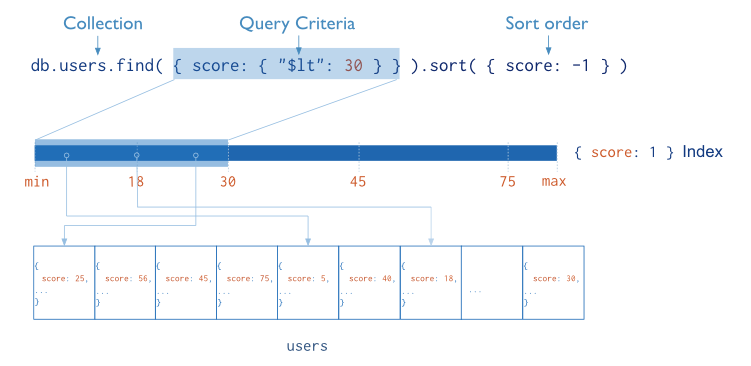 Collection Query Criteria Sort order
db.users.find( { score: { "$lt": 30 } } ).sort( { score: -1 } )
{ score: 1 } Index
min 18 30 45 75 max
{ { { { { { { {
score: 25, score: 56, score: 45, score: 75, score: 5, score: 40, score: 18, score: 30,
... ... ... ... ... ... ... ... ...
} } } } } } } }
users